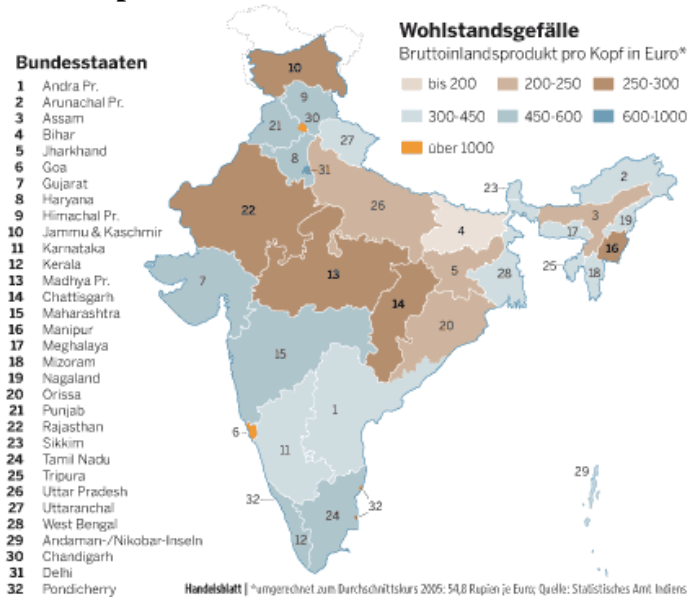 Wohlstandsgefälle
Bruttoinlandsprodukt pro Kopf in Euro*
bis 200
200-250
250-300
300-450
450-600
600-1000
über 1000
Bundesstaaten
1 Andra Pr.
2 Arunachal Pr.
3 Assam
4 Bihar
5 Jharkhand
6 Goa
7 Gujarat
8 Haryana
9 Himachal Pr.
10 Jammu & Kaschmir
11 Karnataka
12 Kerala
13 Madhya Pr.
14 Chattisgarh
15 Maharashtra
16 Manipur
17 Meghalaya
18 Mizoram
19 Nagaland
20 Orissa
21 Punjab
22 Rajasthan
23 Sikkim
24 Tamil Nadu
25 Tripura
26 Uttar Pradesh
27 Uttaranchal
28 West Bengal
29 Andaman-/Nikobar-Inseln
30 Chandigarh
31 Delhi
32 Pondicherry
10
9
30
21
27
8
31
2
23
26
22
3
19
4
17
16
13
5
25
18
28
7
14
20
15
1
6
11
29
32
32
24
12
Handelsblatt | *umgerechnet zum Durchschnittskurs 2005: 54,8 Rupien je Euro; Quelle: Statistisches Amt Indiens